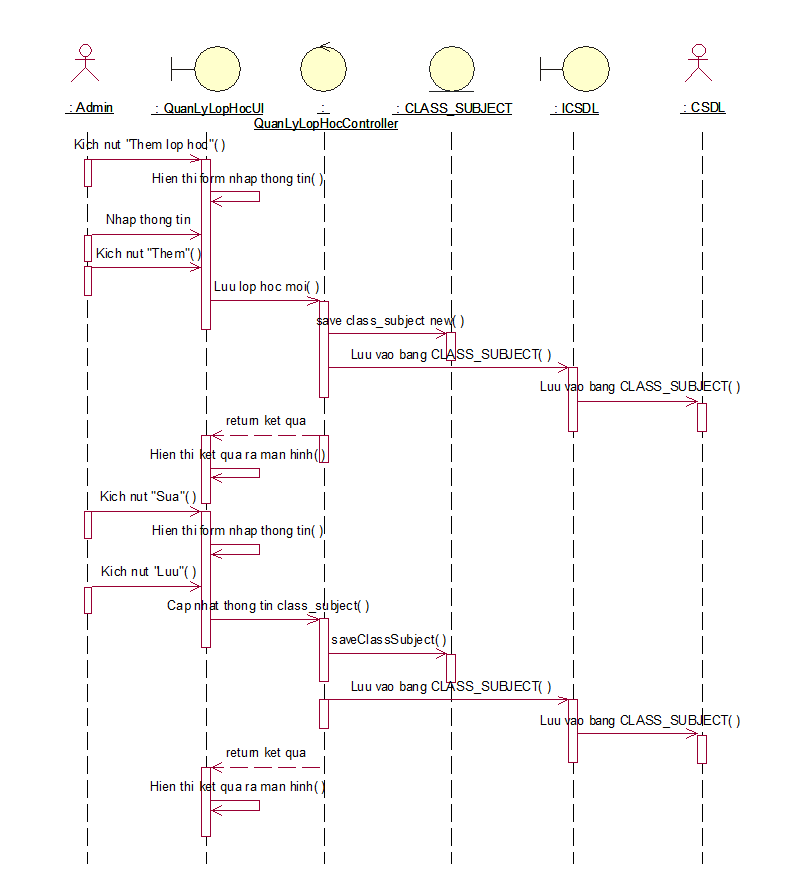 : Admin
: QuanLyLopHocUI
:
QuanLyLopHocController
: CLASS_SUBJECT
: ICSDL
: CSDL
Kich nut "Them lop hoc"( )
Hien thi form nhap thong tin( )
Nhap thong tin
Kich nut "Them"( )
Luu lop hoc moi( )
save class_subject new( )
Luu vao bang CLASS_SUBJECT( )
Luu vao bang CLASS_SUBJECT( )
return ket qua
Hien thi ket qua ra man hinh( )
Kich nut "Sua"( )
Hien thi form nhap thong tin( )
Kich nut "Luu"( )
Cap nhat thong tin class_subject( )
saveClassSubject( )
Luu vao bang CLASS_SUBJECT( )
Luu vao bang CLASS_SUBJECT( )
return ket qua
Hien thi ket qua ra man hinh( )